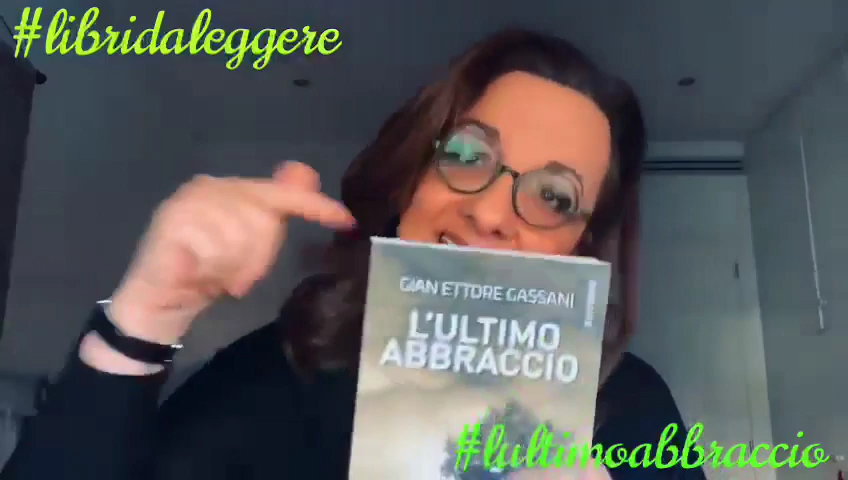 #libridaleggere
GIAN ETTORE GASSANI
L'ULTIMO
ABBRACCIO
#lultimoabbraccio